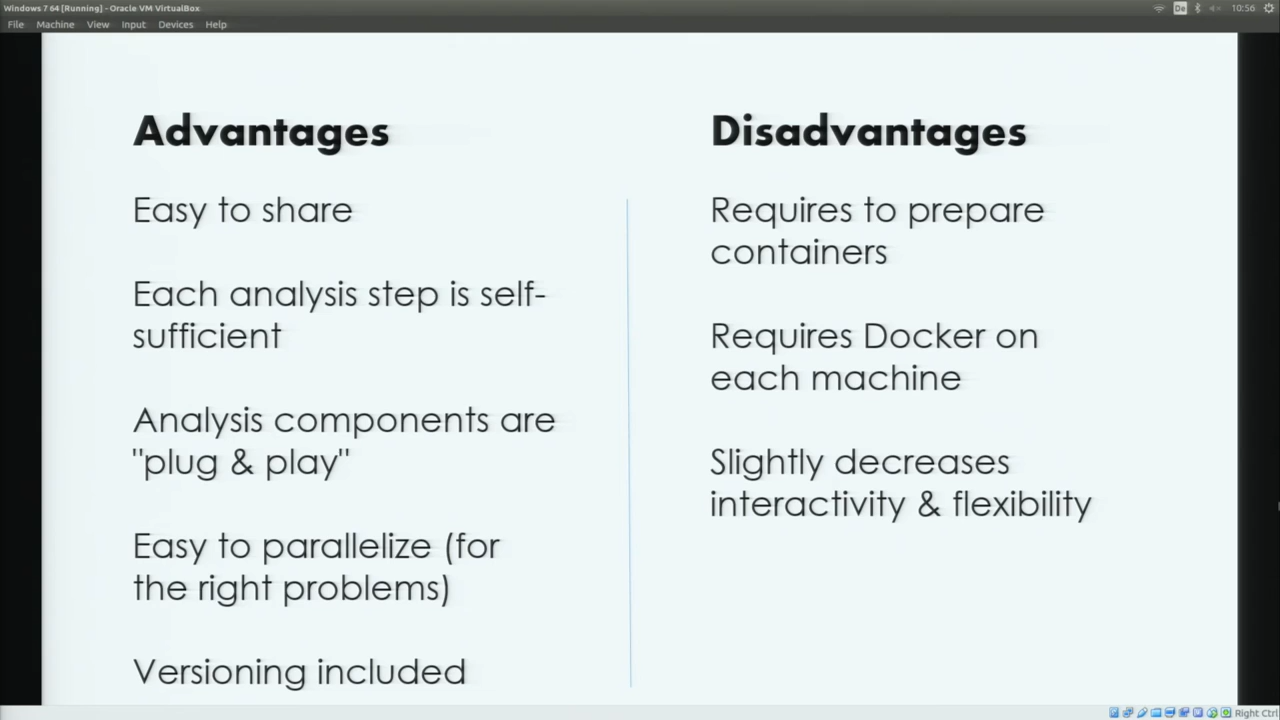 Windows 7 64 [Running] - Oracle VM VirtualBox
De
10:56
File Machine View Input Devices Help
Advantages
Easy to share
Each analysis step is self-
sufficient
Analysis components are
"plug & play"
Easy to parallelize (for
the right problems)
Versioning included
Disadvantages
Requires to prepare
containers
Requires Docker on
each machine
Slightly decreases
interactivity & flexibility
Right Ctrl